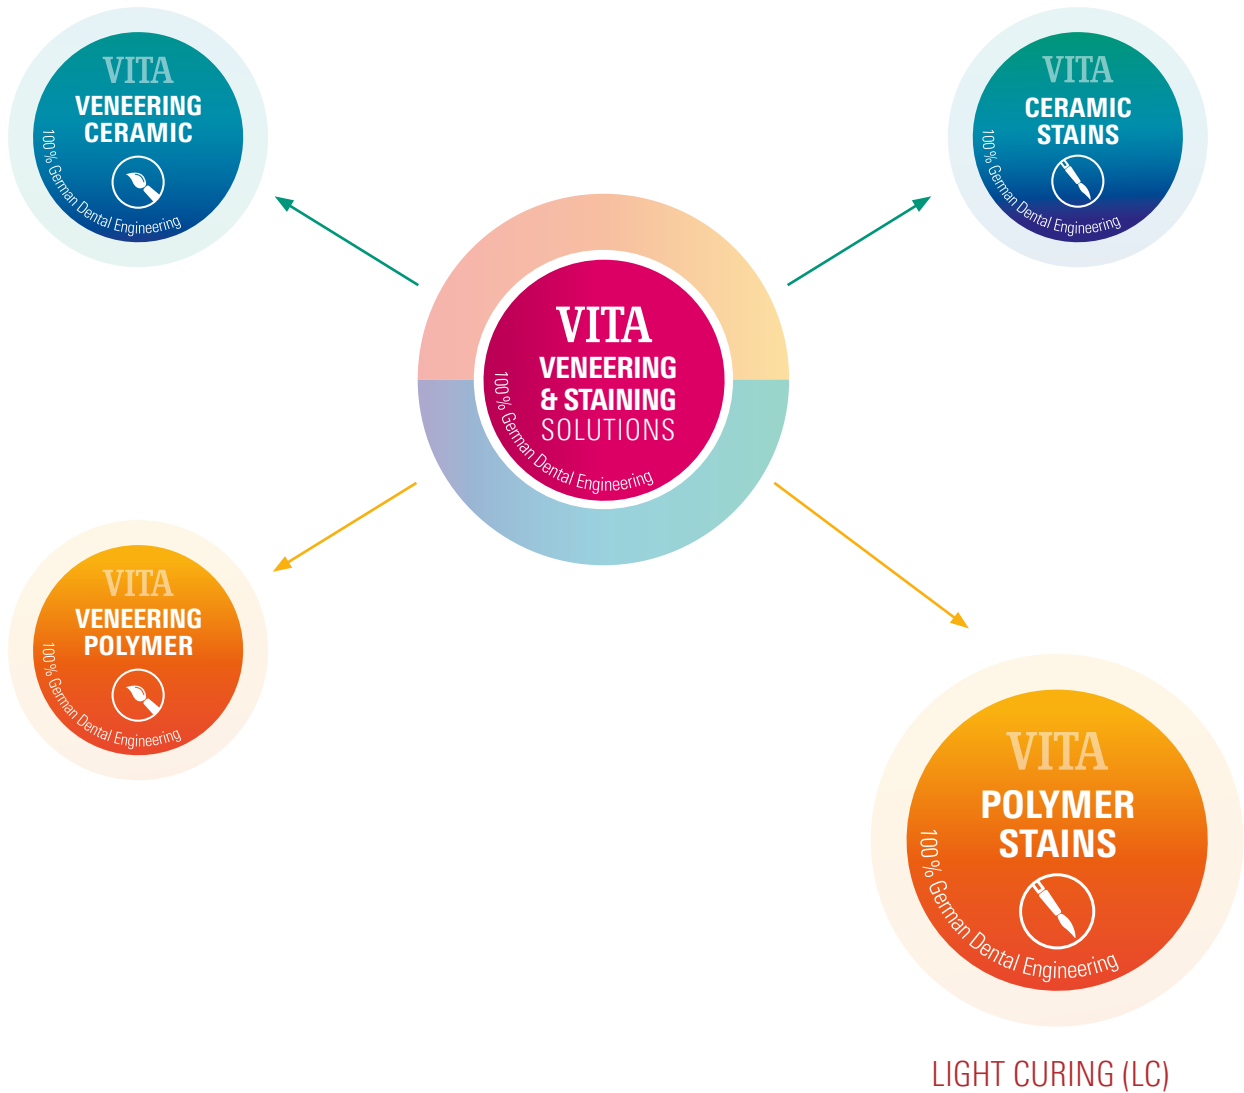 VITA
VENEERING
CERAMIC
100% German Dental Engineering
VITA
CERAMIC
STAINS
100% German Dental Engineering
VITA
VENEERING
& STAINING
SOLUTIONS
100% German Dental Engineering
VITA
VENEERING
POLYMER
100% German Dental Engineering
VITA
POLYMER
STAINS
100% German Dental Engineering
LIGHT CURING (LC)